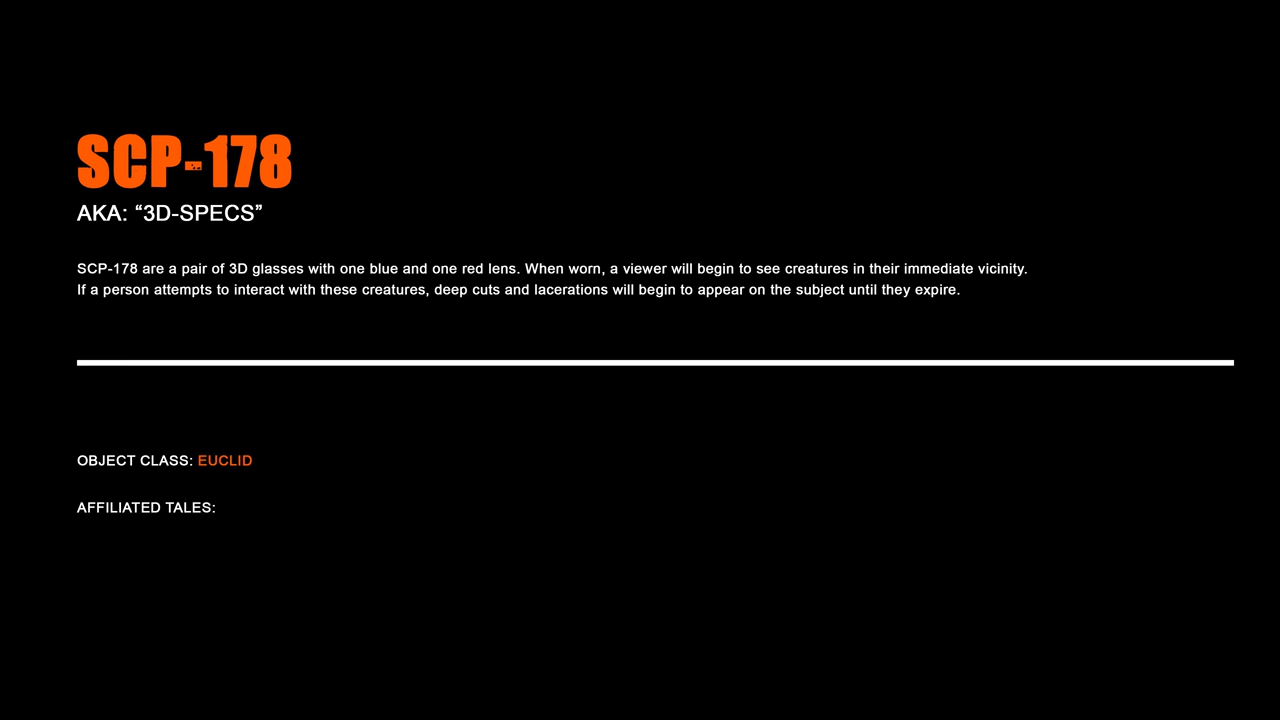 SCP-178
AKA: “3D-SPECS”
SCP-178 are a pair of 3D glasses with one blue and one red lens. When worn, a viewer will begin to see creatures in their immediate vicinity.
If a person attempts to interact with these creatures, deep cuts and lacerations will begin to appear on the subject until they expire.
OBJECT CLASS: EUCLID
AFFILIATED TALES: